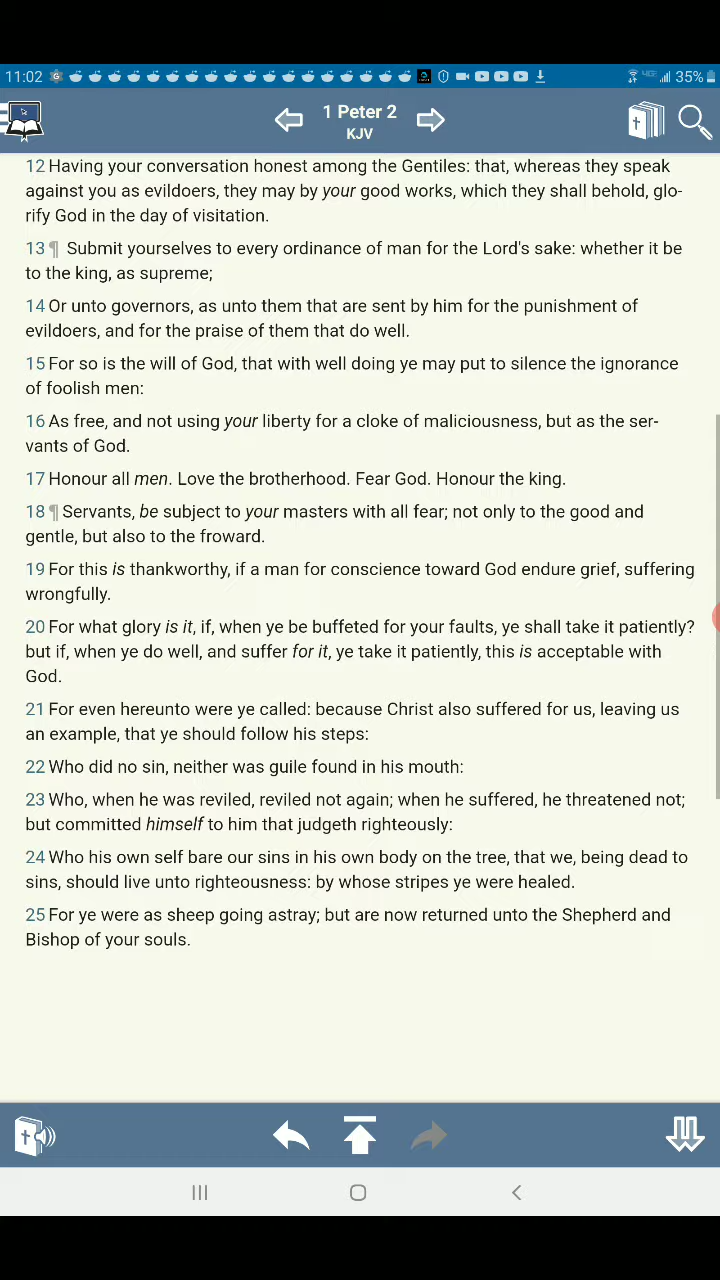 11:02 35%
1 Peter 2
KJV
12 Having your conversation honest among the Gentiles: that, whereas they speak
against you as evildoers, they may by your good works, which they shall behold, glo-
rify God in the day of visitation.
13 ¶ Submit yourselves to every ordinance of man for the Lord's sake: whether it be
to the king, as supreme;
14 Or unto governors, as unto them that are sent by him for the punishment of
evildoers, and for the praise of them that do well.
15 For so is the will of God, that with well doing ye may put to silence the ignorance
of foolish men:
16 As free, and not using your liberty for a cloke of maliciousness, but as the ser-
vants of God.
17 Honour all men. Love the brotherhood. Fear God. Honour the king.
18 ¶ Servants, be subject to your masters with all fear; not only to the good and
gentle, but also to the froward.
19 For this is thankworthy, if a man for conscience toward God endure grief, suffering
wrongfully.
20 For what glory is it, if, when ye be buffeted for your faults, ye shall take it patiently?
but if, when ye do well, and suffer for it, ye take it patiently, this is acceptable with
God.
21 For even hereunto were ye called: because Christ also suffered for us, leaving us
an example, that ye should follow his steps:
22 Who did no sin, neither was guile found in his mouth:
23 Who, when he was reviled, reviled not again; when he suffered, he threatened not;
but committed himself to him that judgeth righteously:
24 Who his own self bare our sins in his own body on the tree, that we, being dead to
sins, should live unto righteousness: by whose stripes ye were healed.
25 For ye were as sheep going astray; but are now returned unto the Shepherd and
Bishop of your souls.